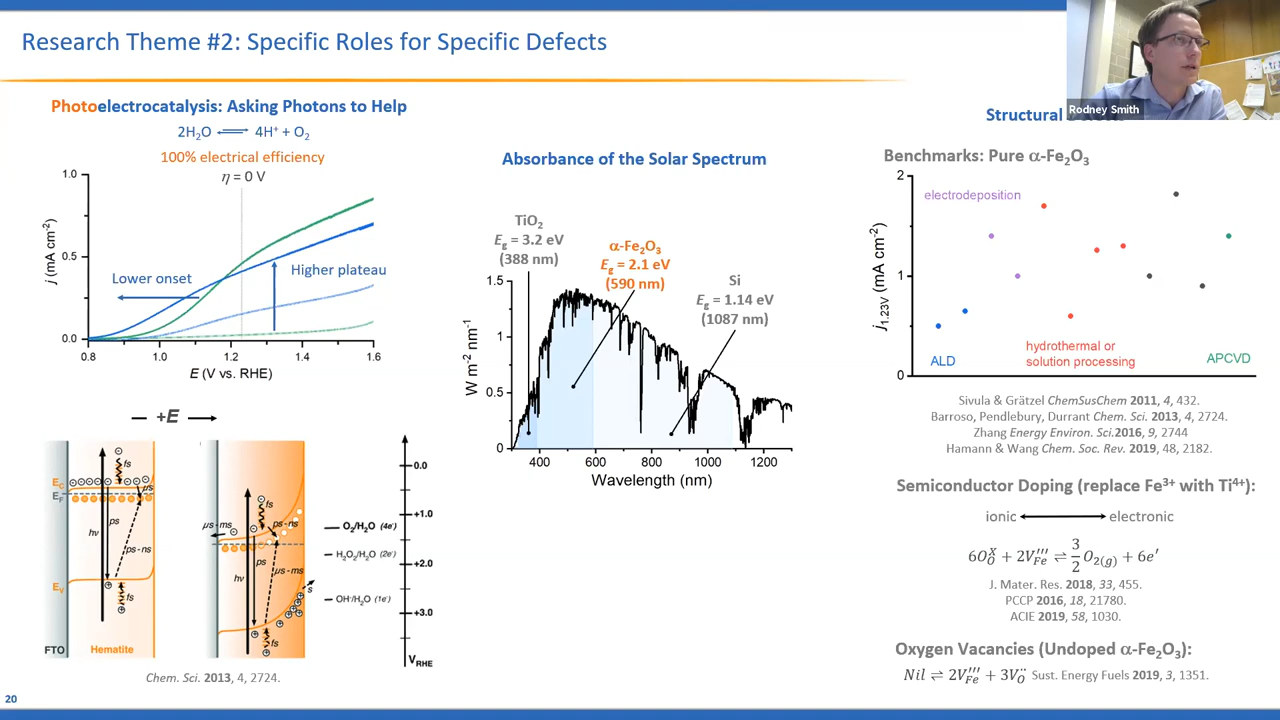 Research Theme #2: Specific Roles for Specific Defects
Rodney Smith
Photoelectrocatalysis: Asking Photons to Help
2H₂O ⇌ 4H⁺ + O₂
100% electrical efficiency
η = 0 V
1.0
0.5
0.0
j (mA cm⁻²)
Lower onset
Higher plateau
0.8 1.0 1.2 1.4 1.6
E (V vs. RHE)
+E
E_C
E_F
E_V
fs
μs
ps
hν
ps-ns
fs
FTO
Hematite
μs-ms
fs
ps-ns
ps
hν
μs-ms
s
fs
O₂/H₂O (4e⁻)
H₂O₂/H₂O (2e⁻)
OH·/H₂O (1e⁻)
0.0
+1.0
+2.0
+3.0
V_RHE
Chem. Sci. 2013, 4, 2724.
20
Absorbance of the Solar Spectrum
TiO₂
E_g = 3.2 eV
(388 nm)
α-Fe₂O₃
E_g = 2.1 eV
(590 nm)
Si
E_g = 1.14 eV
(1087 nm)
1.5
1
0.5
0
W m⁻² nm⁻¹
400 600 800 1000 1200
Wavelength (nm)
Structural
Benchmarks: Pure α-Fe₂O₃
2
1
0
j₁.₂₃V (mA cm⁻²)
electrodeposition
ALD
hydrothermal or
solution processing
APCVD
Sivula & Grätzel ChemSusChem 2011, 4, 432.
Barroso, Pendlebury, Durrant Chem. Sci. 2013, 4, 2724.
Zhang Energy Environ. Sci.2016, 9, 2744
Hamann & Wang Chem. Soc. Rev. 2019, 48, 2182.
Semiconductor Doping (replace Fe³⁺ with Ti⁴⁺):
ionic ⟷ electronic
6O_O^X + 2V_Fe''' ⇌ 3/2 O₂₍g₎ + 6e′
J. Mater. Res. 2018, 33, 455.
PCCP 2016, 18, 21780.
ACIE 2019, 58, 1030.
Oxygen Vacancies (Undoped α-Fe₂O₃):
Nil ⇌ 2V_Fe''' + 3V_O^·· Sust. Energy Fuels 2019, 3, 1351.